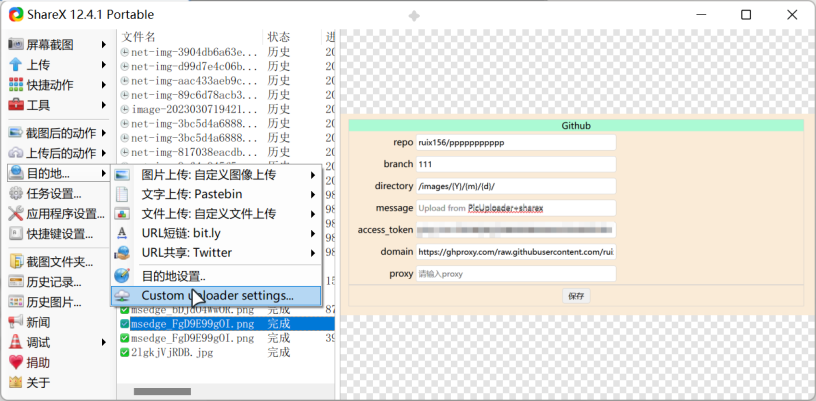 ShareX 12.4.1 Portable
屏幕截图
上传
快捷动作
工具
截图后的动作
上传后的动作
目的地...
任务设置...
应用程序设置...
快捷键设置...
截图文件夹...
历史记录...
历史图片...
新闻
调试
捐助
关于
文件名 状态 进
net-img-3904db6a63e... 历史 20
net-img-d99d7e4c06b... 历史 20
net-img-aac433aeb9c... 历史 20
net-img-89c6d78acb3... 历史 20
image-2023030719421... 历史 20
net-img-3bc5d4a6888... 历史 20
net-img-3bc5d4a6888... 历史 20
net-img-817038eacdb... 历史 20
图片上传: 自定义图像上传
文字上传: Pastebin
文件上传: 自定义文件上传
URL短链: bit.ly
URL共享: Twitter
目的地设置..
Custom uploader settings...
完成 87
msedge_FgD9E99gOI.png 完成
msedge_FgD9E99gOI.png 完成 39
2lgkjVjRDB.jpg 完成
Github
repo ruix156/pppppppppppp
branch 111
directory /images/{Y}/{m}/{d}/
message Upload from PicUploader+sharex
access_token
domain https://ghproxy.com/raw.githubusercontent.com/rui
proxy 请输入proxy
保存